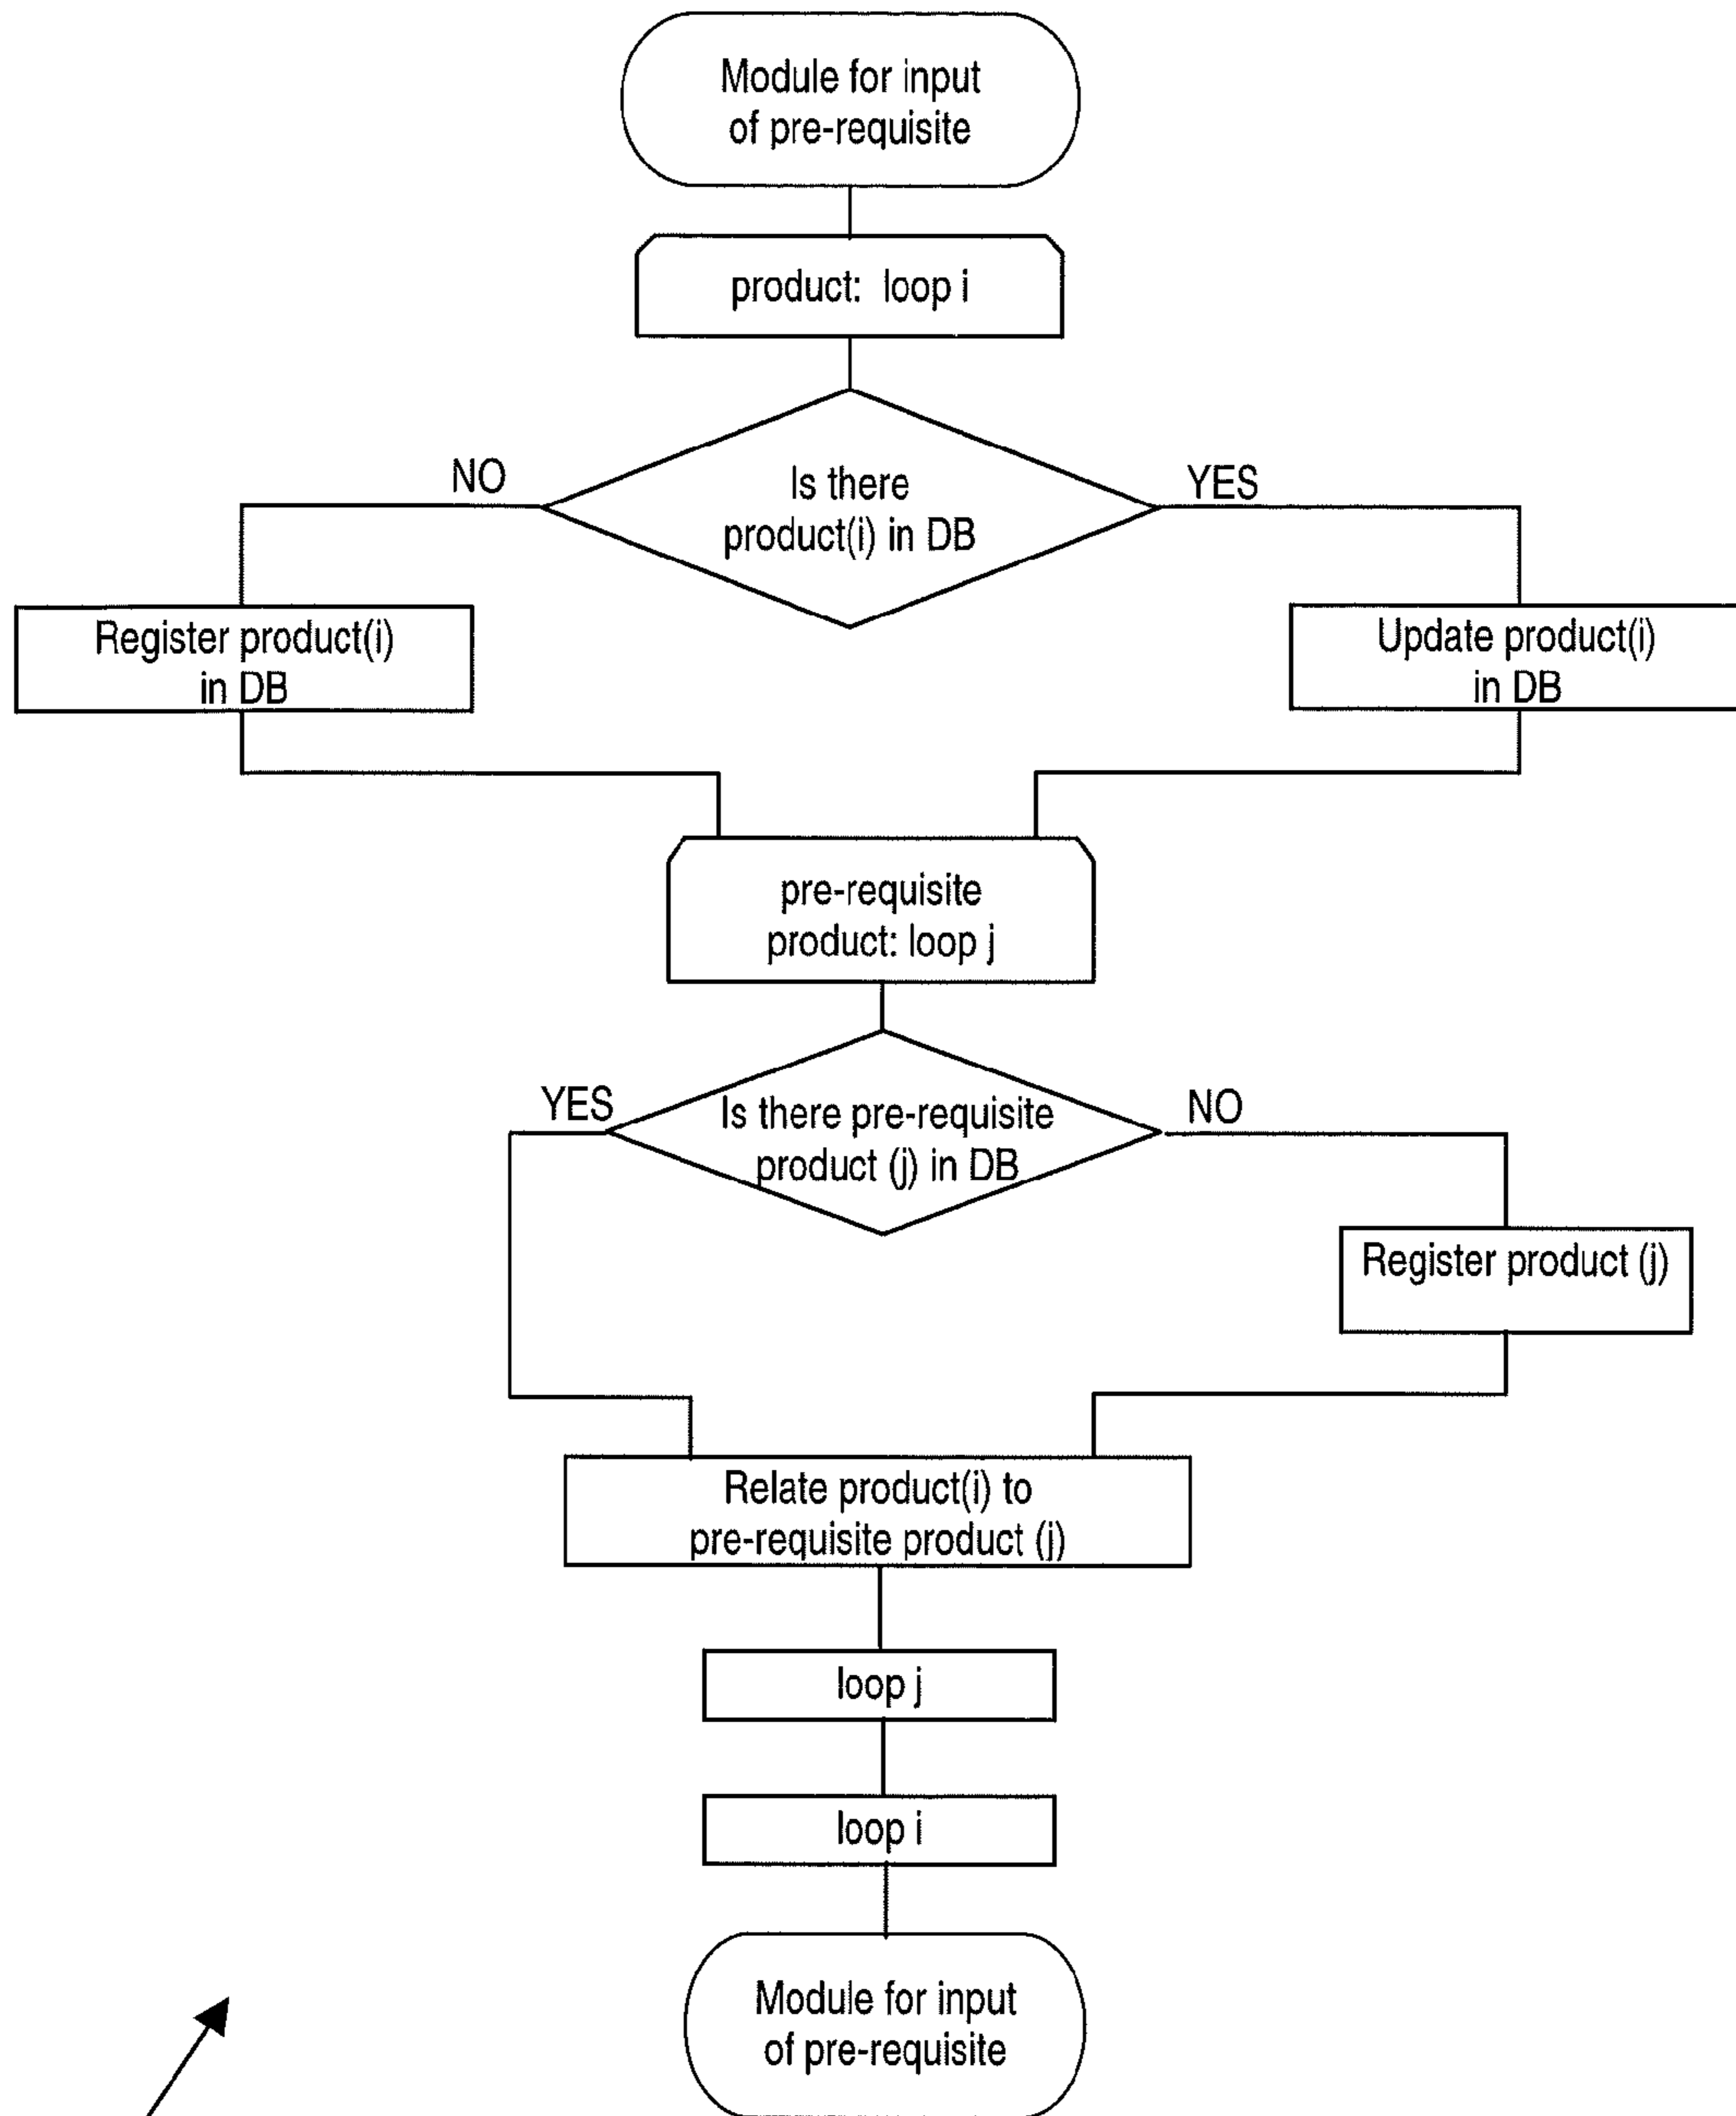 Module for input
of pre-requisite
product: loop i
NO
Is there
product(i) in DB
YES
Register product(i)
in DB
Update product(i)
in DB
pre-requisite
product: loop j
YES
Is there pre-requisite
product (j) in DB
NO
Register product (j)
Relate product(i) to
pre-requisite product (j)
loop j
loop i
Module for input
of pre-requisite